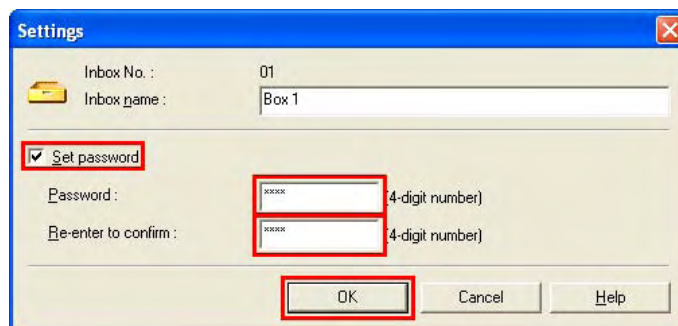 Settings
Inbox No. : 01
Inbox name : Box 1
Set password
Password : **** (4-digit number)
Re-enter to confirm : **** (4-digit number)
OK Cancel Help